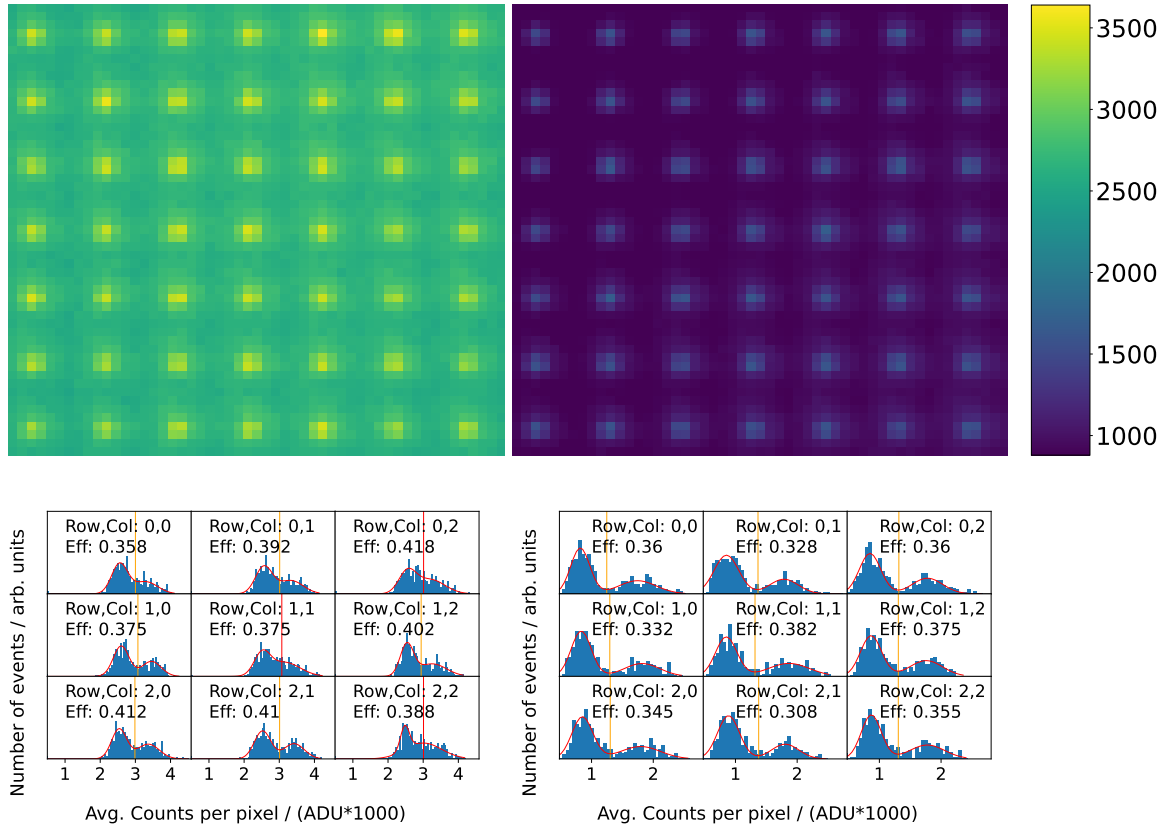 3500
3000
2500
2000
1500
1000
Number of events / arb. units
Row,Col: 0,0
Eff: 0.358
Row,Col: 0,1
Eff: 0.392
Row,Col: 0,2
Eff: 0.418
Row,Col: 1,0
Eff: 0.375
Row,Col: 1,1
Eff: 0.375
Row,Col: 1,2
Eff: 0.402
Row,Col: 2,0
Eff: 0.412
Row,Col: 2,1
Eff: 0.41
Row,Col: 2,2
Eff: 0.388
1 2 3 4 1 2 3 4 1 2 3 4
Avg. Counts per pixel / (ADU*1000)
Number of events / arb. units
Row,Col: 0,0
Eff: 0.36
Row,Col: 0,1
Eff: 0.328
Row,Col: 0,2
Eff: 0.36
Row,Col: 1,0
Eff: 0.332
Row,Col: 1,1
Eff: 0.382
Row,Col: 1,2
Eff: 0.375
Row,Col: 2,0
Eff: 0.345
Row,Col: 2,1
Eff: 0.308
Row,Col: 2,2
Eff: 0.355
1 2 1 2 1 2
Avg. Counts per pixel / (ADU*1000)